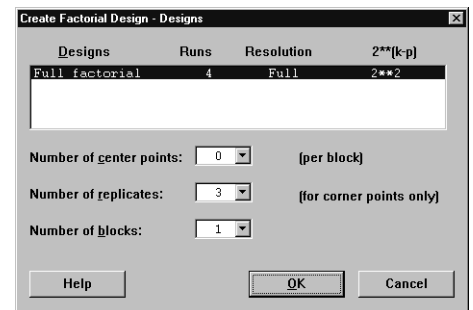 Create Factorial Design - Designs
Designs Runs Resolution 2**(k-p)
Full factorial 4 Full 2**2
Number of center points: 0 (per block)
Number of replicates: 3 (for corner points only)
Number of blocks: 1
Help OK Cancel